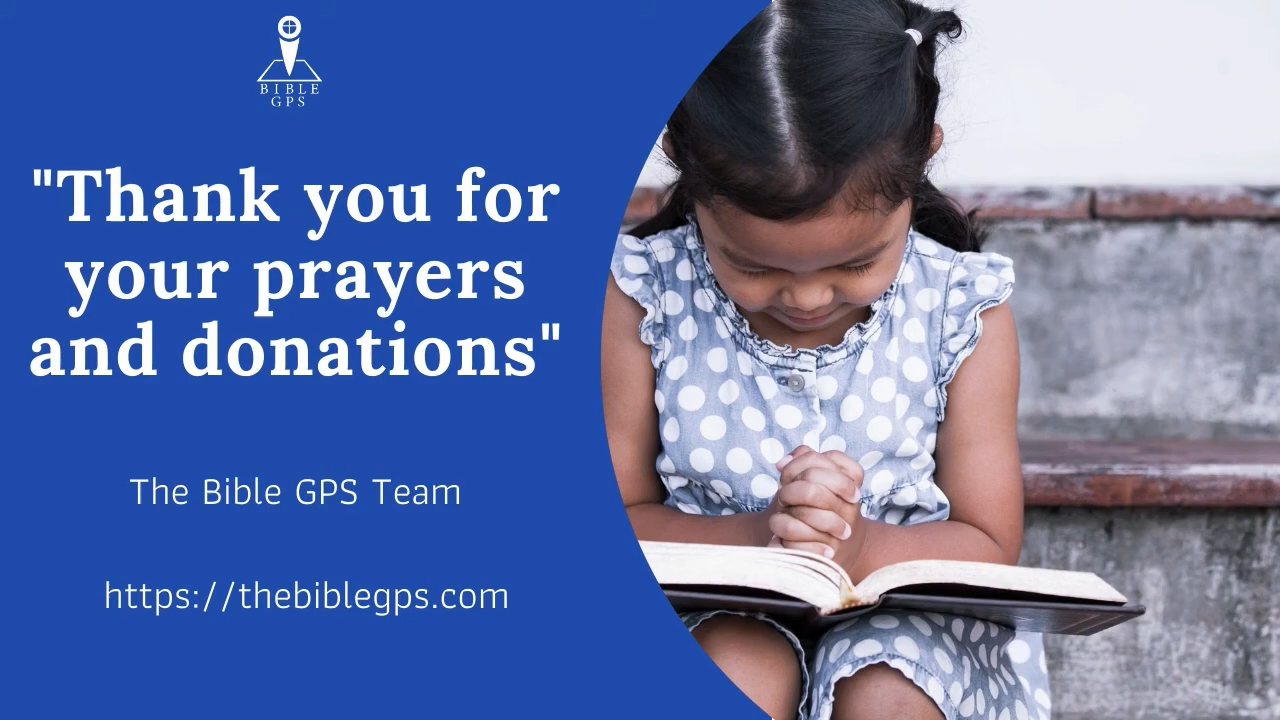 BIBLE
GPS
"Thank you for
your prayers
and donations"
The Bible GPS Team
https://thebiblegps.com